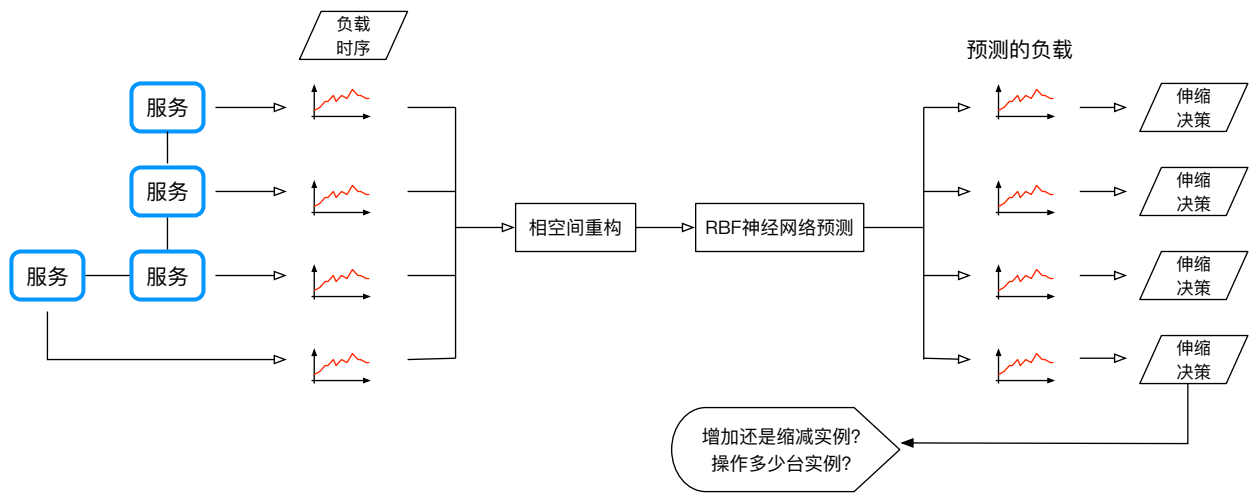 负载
时序
预测的负载
服务
伸缩
决策
服务
伸缩
决策
相空间重构
RBF神经网络预测
服务
服务
伸缩
决策
伸缩
决策
增加还是缩减实例?
操作多少台实例?